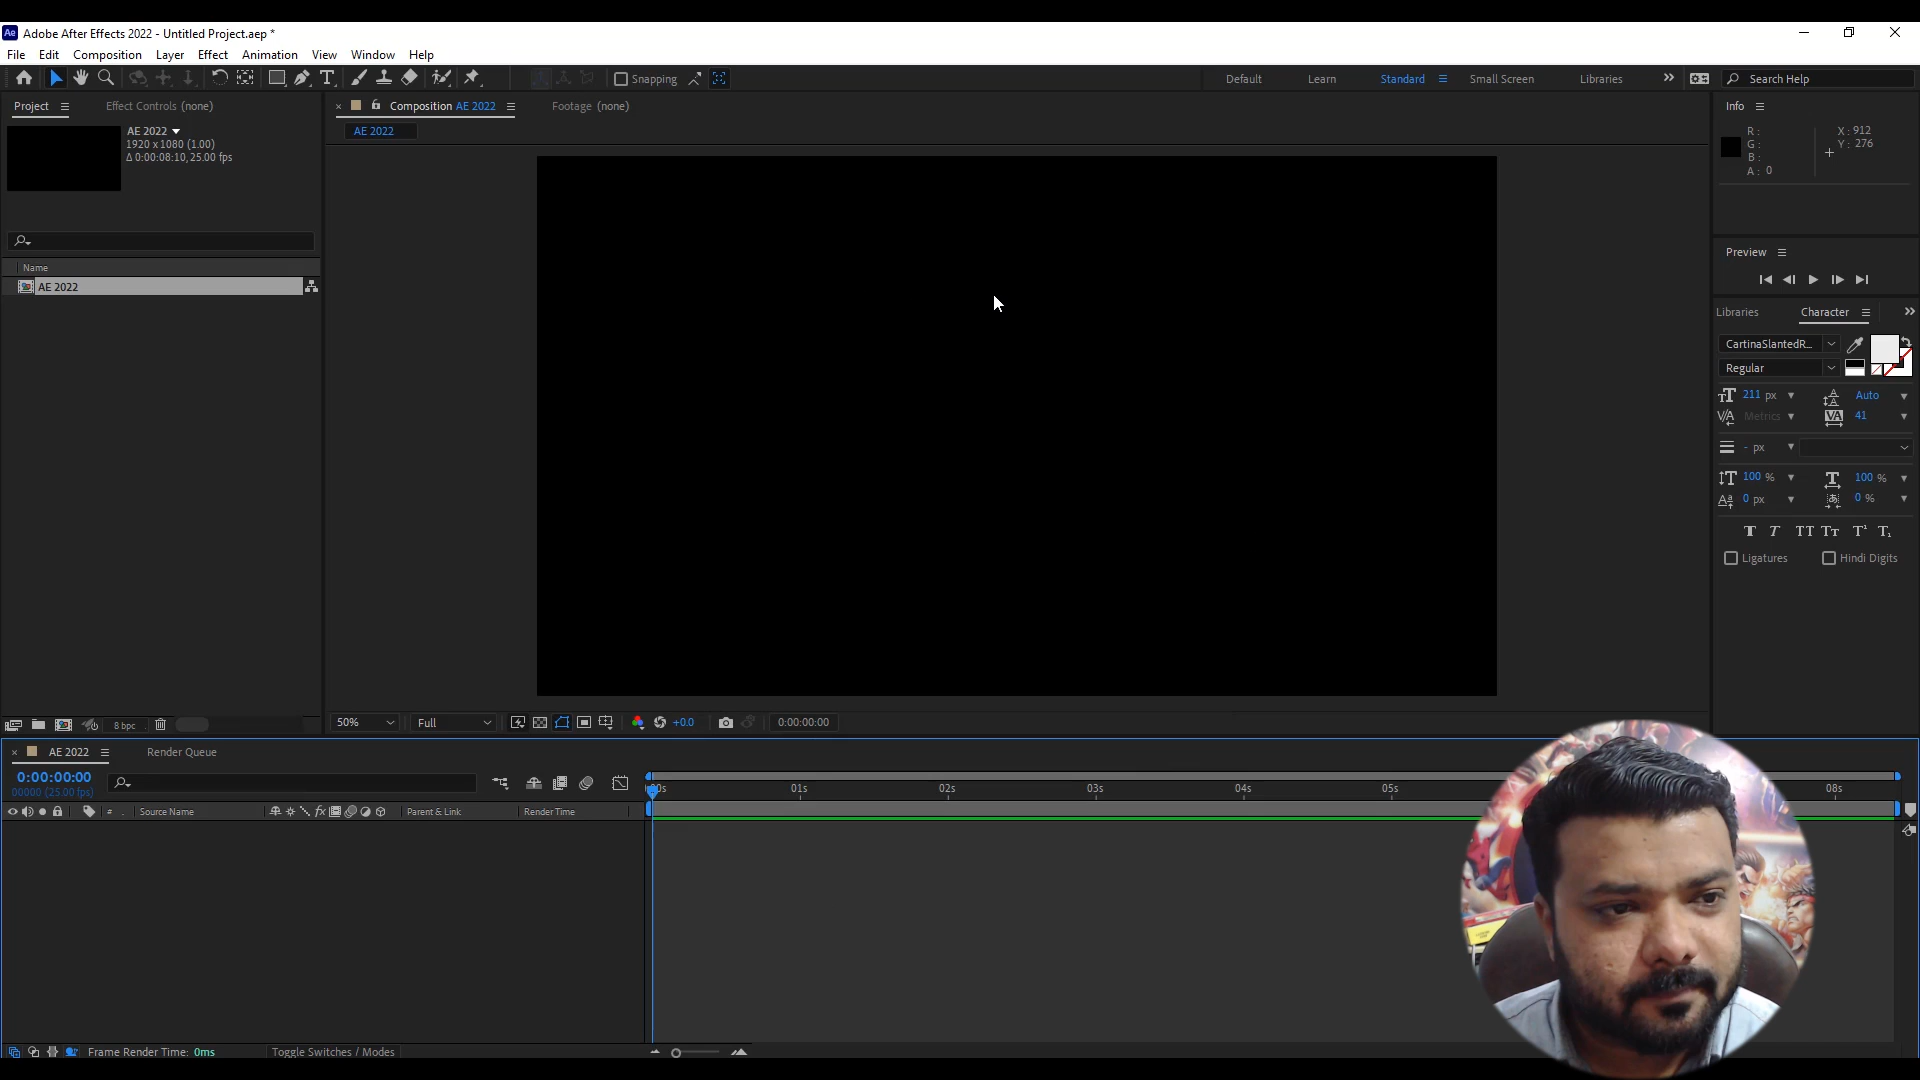 Ae Adobe After Effects 2022 - Untitled Project.aep *
File Edit Composition Layer Effect Animation View Window Help
Snapping Default Learn Standard Small Screen Libraries Search Help
Project Effect Controls (none)
AE 2022
1920 x 1080 (1.00)
Δ 0:00:08:10, 25.00 fps
Name
AE 2022
8 bpc
Composition AE 2022 Footage (none)
AE 2022
50% Full +0.0 0:00:00:00
Info
R :
G :
B :
A : 0
X : 912
Y : 276
Preview
Libraries Character
CartinaSlantedR...
Regular
211 px Auto
Metrics 41
- px
100 % 100 %
0 px 0 %
Ligatures Hindi Digits
AE 2022 Render Queue
0:00:00:00
00000 (25.00 fps)
# . Source Name fx Parent & Link Render Time
01s 02s 03s 04s 05s 08s
Frame Render Time: 0ms Toggle Switches / Modes